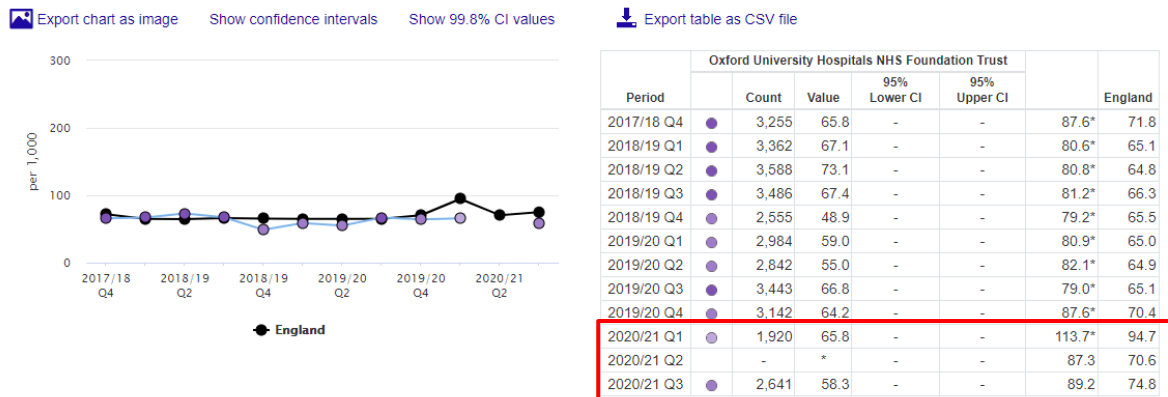 Export chart as image Show confidence intervals Show 99.8% CI values
300
200
100
0
per 1,000
2017/18 Q4
2018/19 Q2
2018/19 Q4
2019/20 Q2
2019/20 Q4
2020/21 Q2
England
Export table as CSV file
Oxford University Hospitals NHS Foundation Trust
Period Count Value 95% Lower CI 95% Upper CI England
2017/18 Q4 3,255 65.8 - - 87.6* 71.8
2018/19 Q1 3,362 67.1 - - 80.6* 65.1
2018/19 Q2 3,588 73.1 - - 80.8* 64.8
2018/19 Q3 3,486 67.4 - - 81.2* 66.3
2018/19 Q4 2,555 48.9 - - 79.2* 65.5
2019/20 Q1 2,984 59.0 - - 80.9* 65.0
2019/20 Q2 2,842 55.0 - - 82.1* 64.9
2019/20 Q3 3,443 66.8 - - 79.0* 65.1
2019/20 Q4 3,142 64.2 - - 87.6* 70.4
2020/21 Q1 1,920 65.8 - - 113.7* 94.7
2020/21 Q2 - * - - 87.3 70.6
2020/21 Q3 2,641 58.3 - - 89.2 74.8